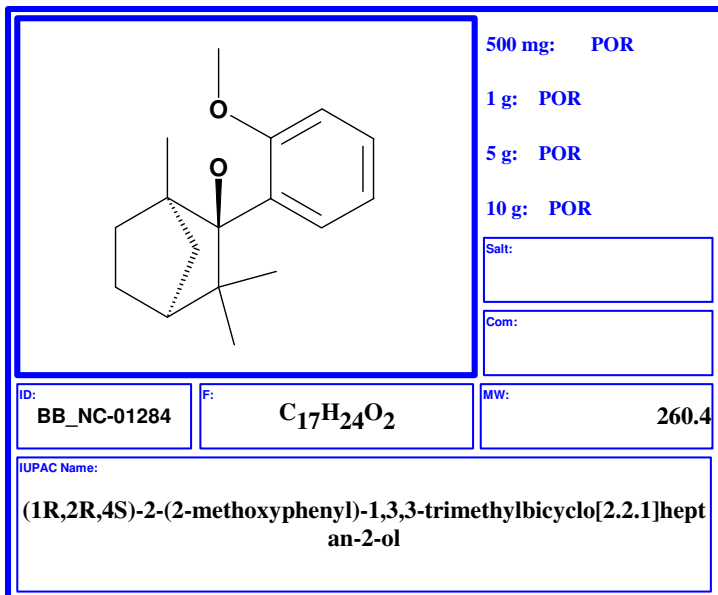 O
O
500 mg: POR
1 g: POR
5 g: POR
10 g: POR
Salt:
Com:
ID:
BB_NC-01284
F:
C17H24O2
MW:
260.4
IUPAC Name:
(1R,2R,4S)-2-(2-methoxyphenyl)-1,3,3-trimethylbicyclo[2.2.1]hept
an-2-ol